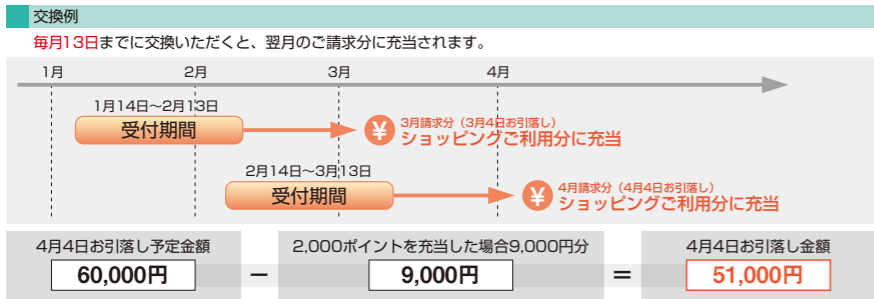 交換例
毎月13日までに交換いただくと、翌月のご請求分に充当されます。
1月 2月 3月 4月
1月14日〜2月13日
受付期間
¥ 3月請求分（3月4日お引落し）
ショッピングご利用分に充当
2月14日〜3月13日
受付期間
¥ 4月請求分（4月4日お引落し）
ショッピングご利用分に充当
4月4日お引落し予定金額
60,000円
−
2,000ポイントを充当した場合9,000円分
9,000円
＝
4月4日お引落し金額
51,000円